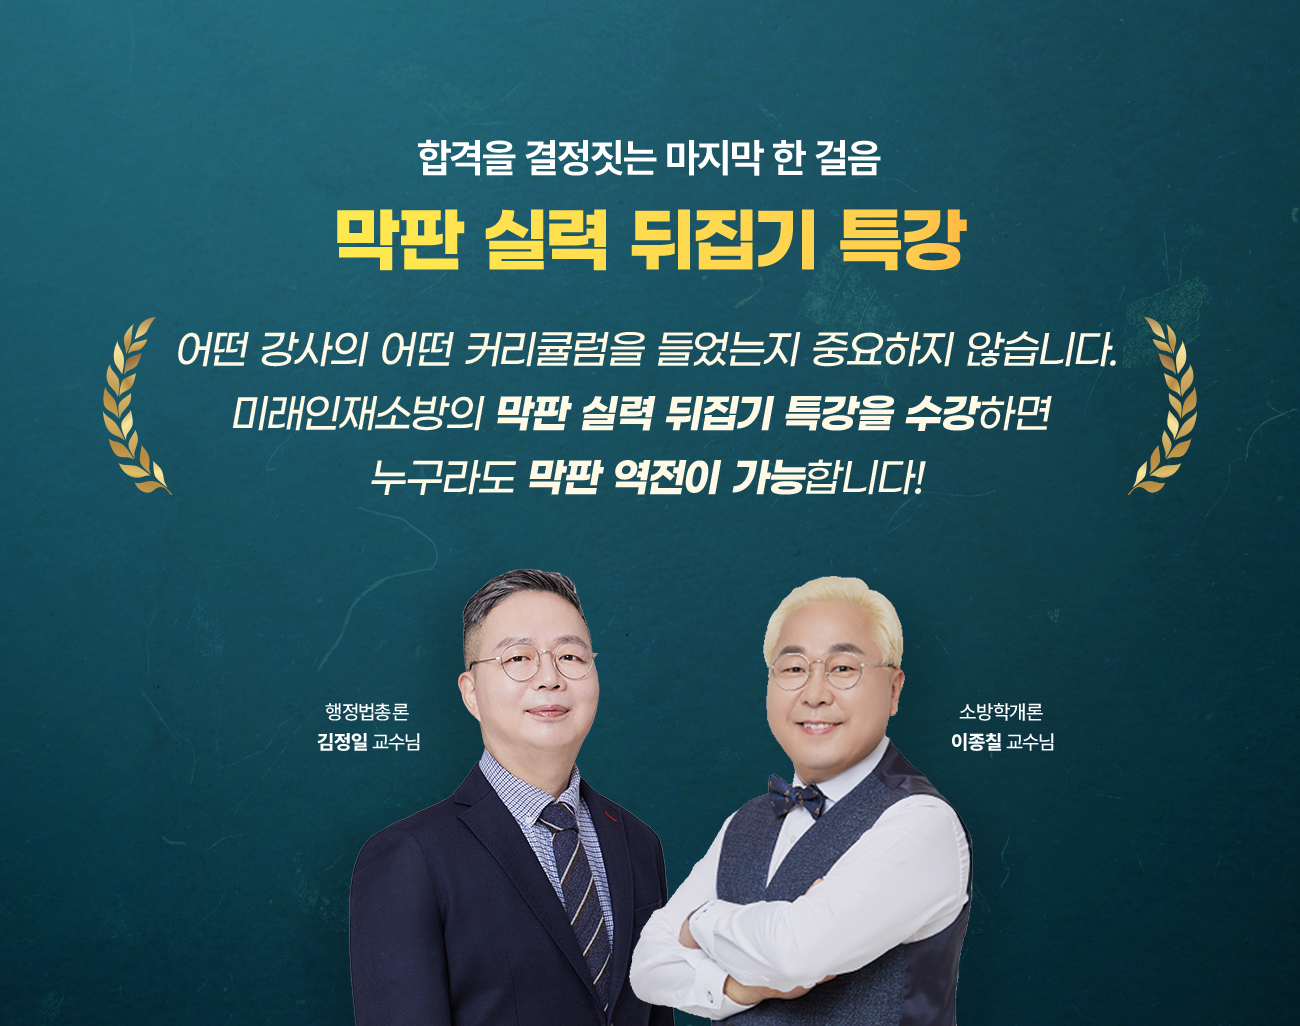 합격을 결정짓는 마지막 한 걸음
막판 실력 뒤집기 특강
어떤 강사의 어떤 커리큘럼을 들었는지 중요하지 않습니다.
미래인재소방의 막판 실력 뒤집기 특강을 수강하면
누구라도 막판 역전이 가능합니다!
행정법총론
김정일 교수님
소방학개론
이종칠 교수님